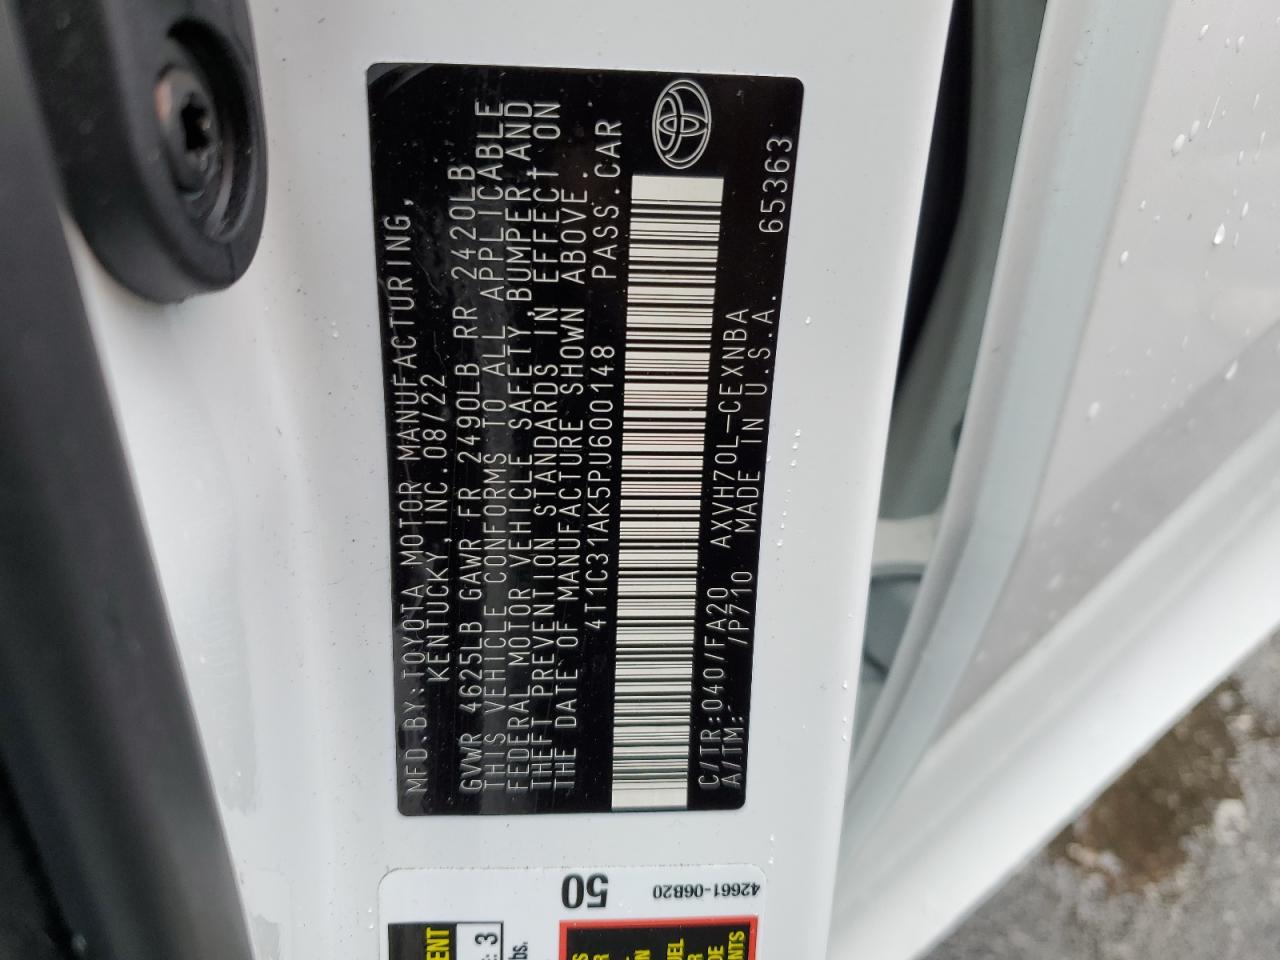 MFD.BY:TOYOTA MOTOR MANUFACTURING,
KENTUCKY,INC.08/22
GVWR 4625LB GAWR FR 2490LB RR 2420LB
THIS VEHICLE CONFORMS TO ALL APPLICABLE
FEDERAL MOTOR VEHICLE SAFETY,BUMPER,AND
THEFT PREVENTION STANDARDS IN EFFECT ON
THE DATE OF MANUFACTURE SHOWN ABOVE.
4T1C31AK5PU600148 PASS.CAR
C/TR:040/FA20 AXVH70L-CEXNBA
A/TM: /P710 MADE IN U.S.A. 65363
50
42661-06B20
3